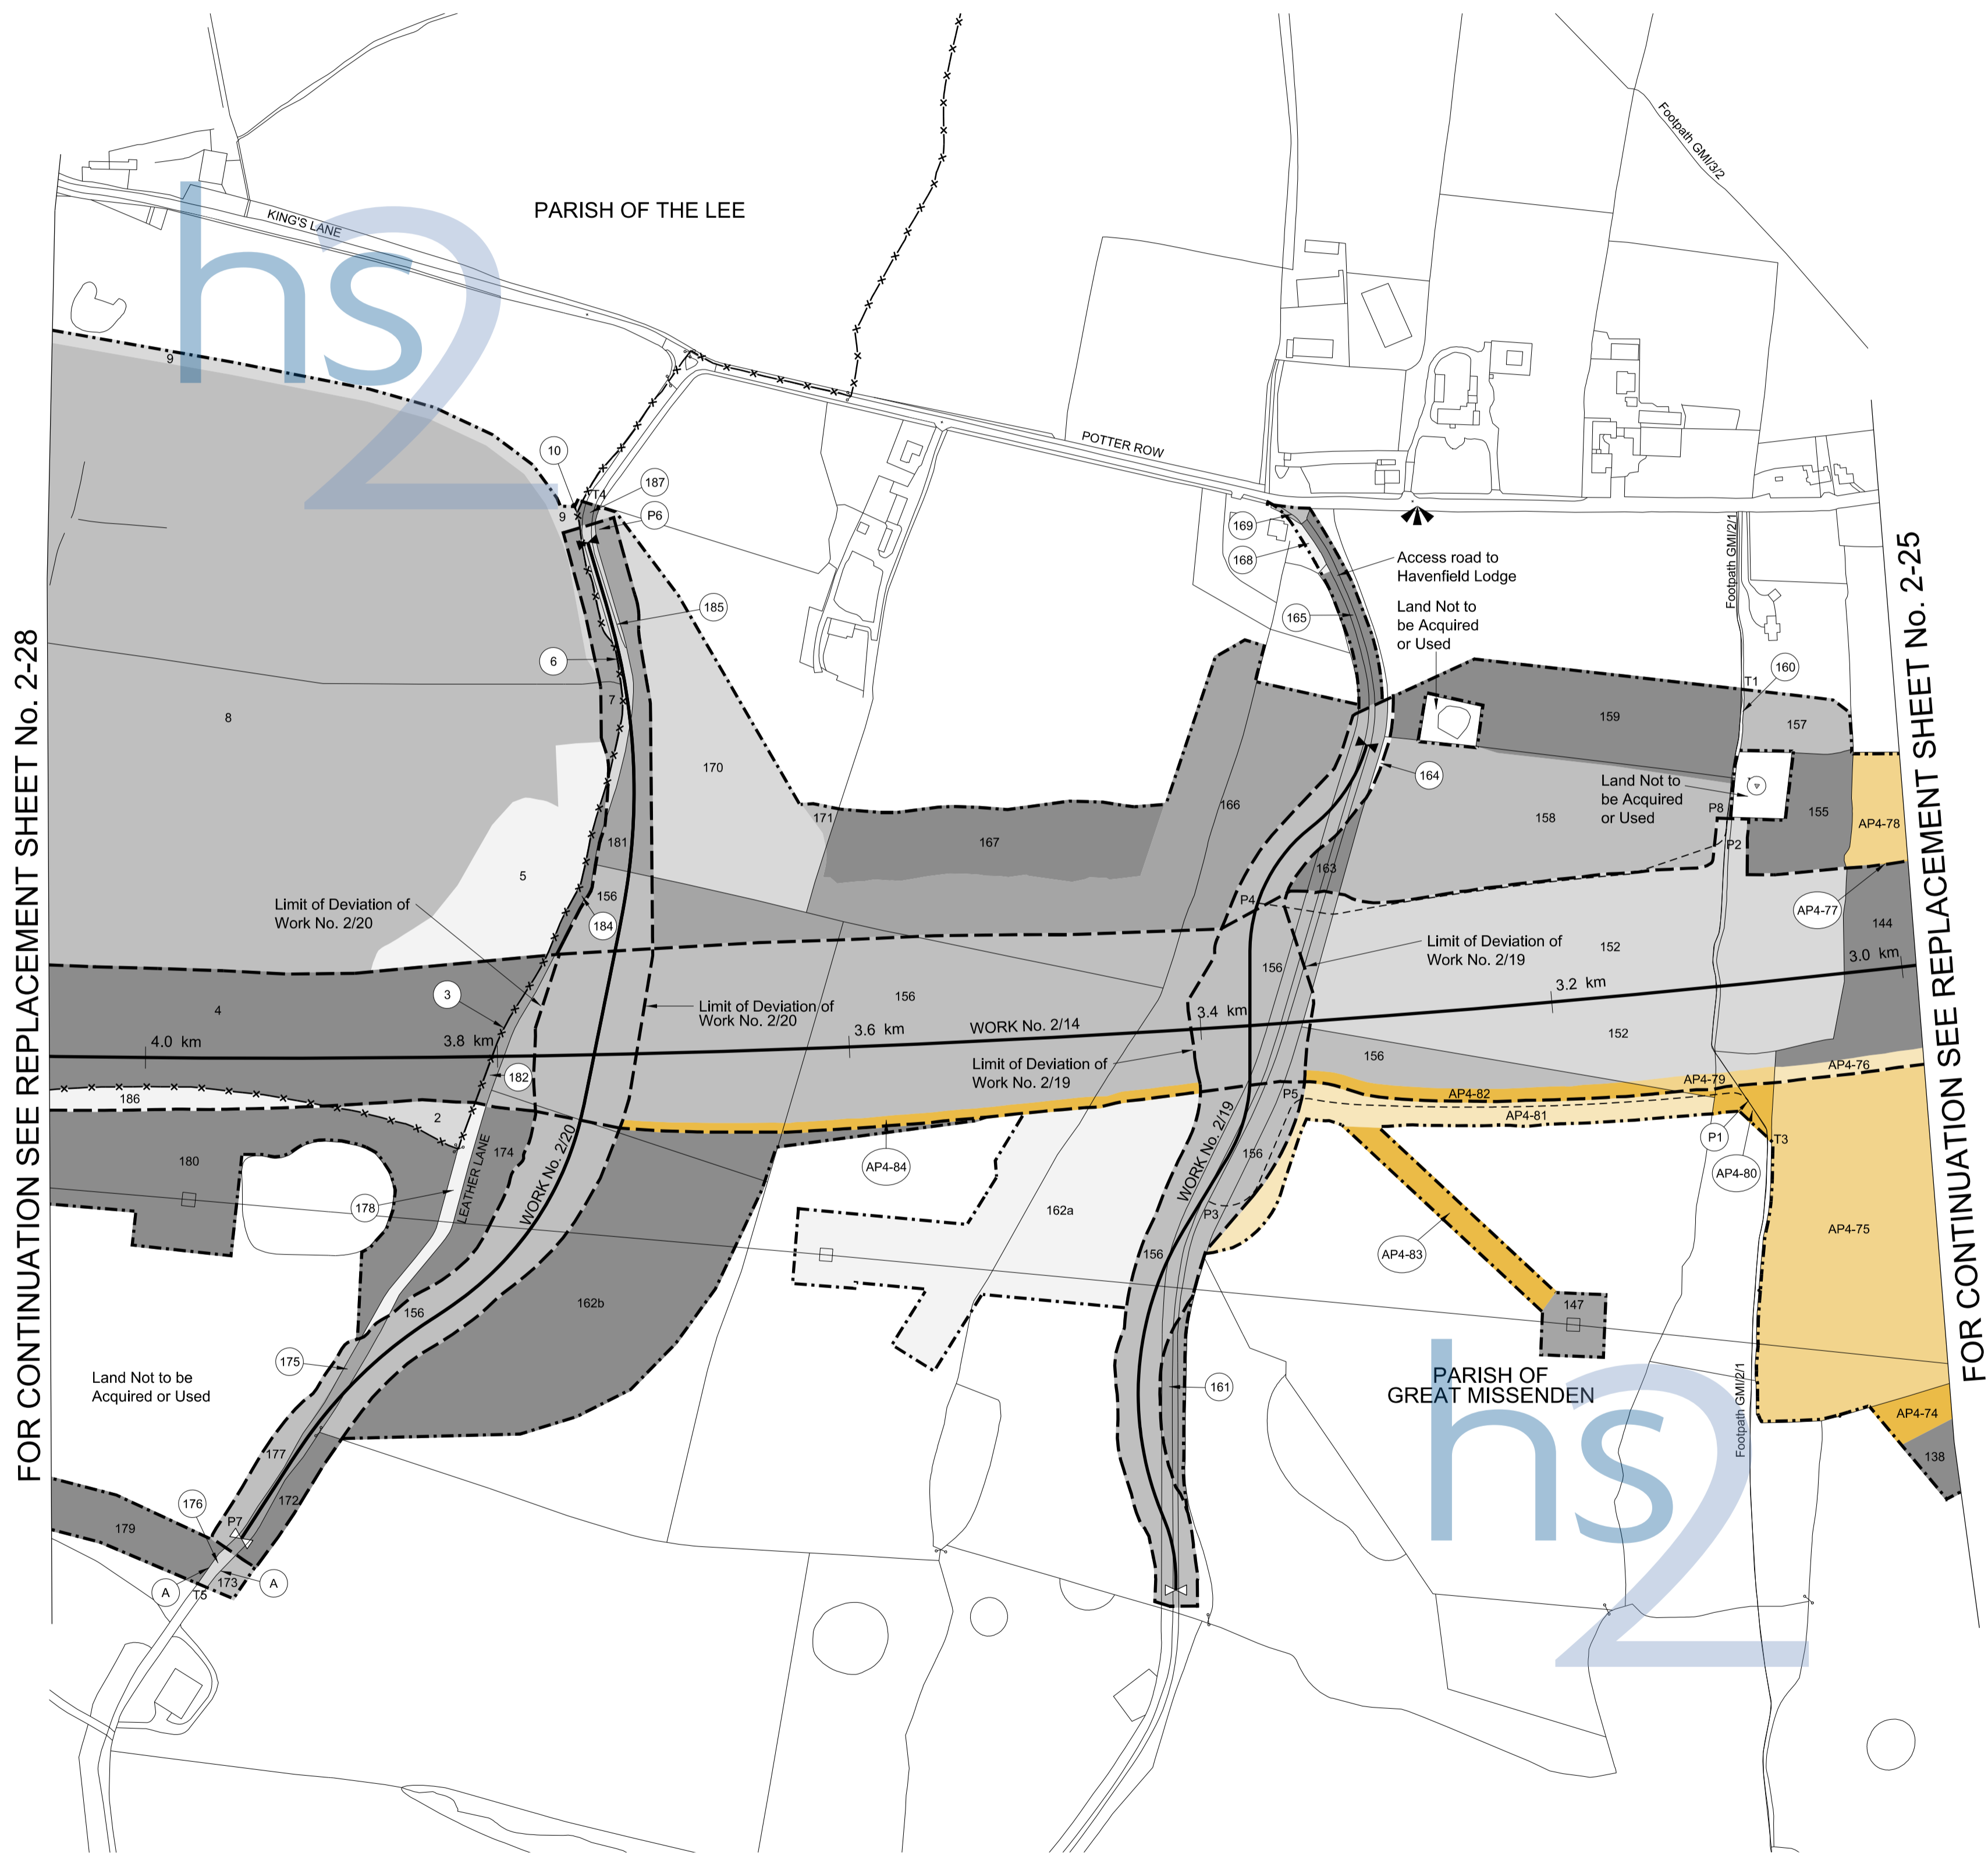 Footpath GMI/3/2
hs2
PARISH OF THE LEE
KING'S LANE
9
POTTER ROW
10
T4
187
9
P6
169
168
Access road to
Havenfield Lodge
Footpath GMI/2/1
185
165
Land Not to
be Acquired
or Used
6
160
T1
7
8
159
157
170
164
Land Not to
be Acquired
or Used
P8
171
166
158
155
AP4-78
167
181
P2
163
5
156
184
P4
AP4-77
Limit of Deviation of
Work No. 2/20
144
Limit of Deviation of
Work No. 2/19
152
3.0 km
156
3
156
3.2 km
4
Limit of Deviation of
Work No. 2/20
3.4 km
4.0 km
3.8 km
3.6 km
WORK No. 2/14
152
156
Limit of Deviation of
Work No. 2/19
AP4-76
182
AP4-79
186
P5
AP4-82
2
AP4-81
P1
T3
174
156
180
AP4-84
AP4-80
LEATHER LANE
WORK No. 2/20
WORK No. 2/19
178
162a
P3
AP4-75
156
AP4-83
162b
147
156
175
Land Not to be
Acquired or Used
PARISH OF
GREAT MISSENDEN
161
Footpath GMI/2/1
AP4-74
177
138
hs2
172
176
P7
179
A
173
A
T5
FOR CONTINUATION SEE REPLACEMENT SHEET No. 2-28
FOR CONTINUATION SEE REPLACEMENT SHEET No. 2-25